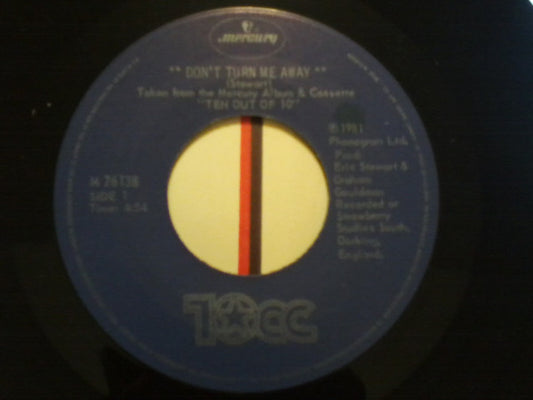 mercury
** DON'T TURN ME AWAY **
(Stewart)
Taken from the Mercury Album & Cassette
"TEN OUT OF 10"
M 76138
SIDE 1
Time: 4:54
℗ 1981
Phonogram Ltd.
Prod:
Eric Stewart &
Graham
Gouldman
Recorded at
Strawberry
Studios South,
Dorking,
England.
10cc